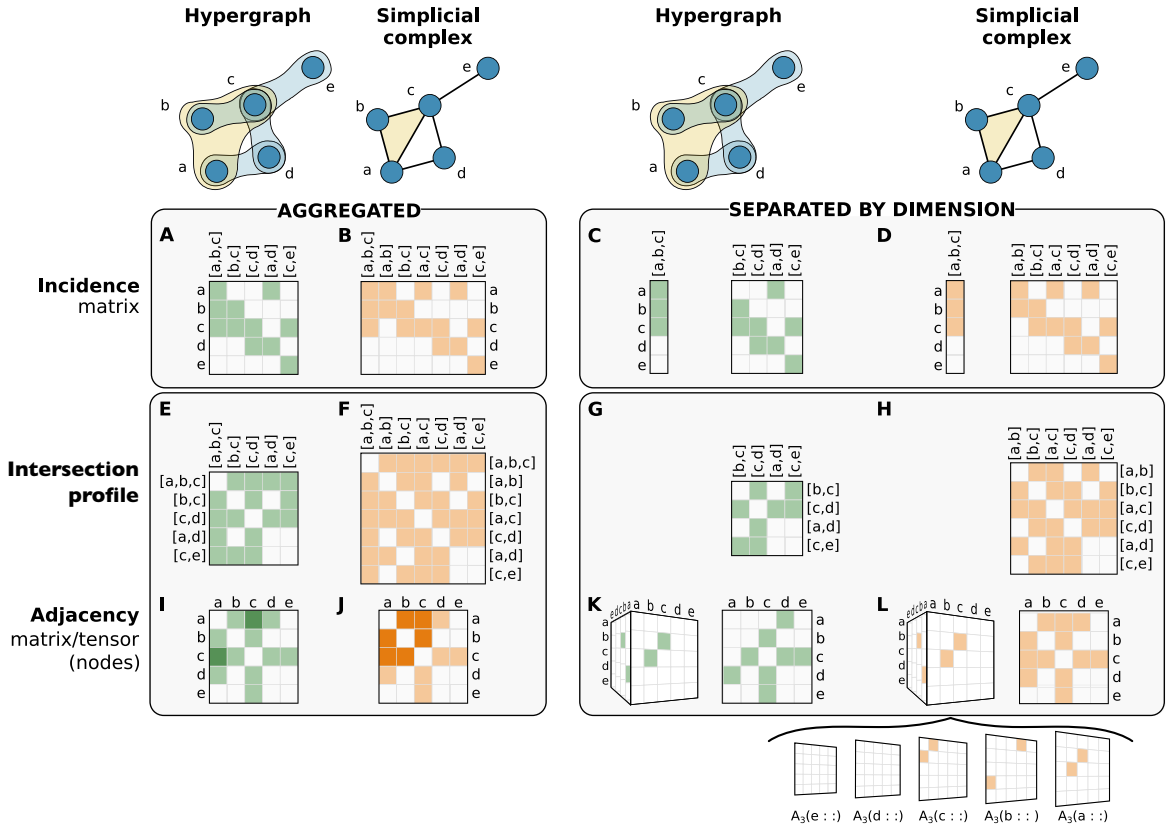 Hypergraph
Simplicial
complex
Hypergraph
Simplicial
complex
a
b
c
d
e
a
b
c
d
e
a
b
c
d
e
a
b
c
d
e
AGGREGATED
SEPARATED BY DIMENSION
Incidence
matrix
A
[a,b,c] [b,c] [c,d] [a,d] [c,e]
a
b
c
d
e
B
[a,b,c] [a,b] [b,c] [a,c] [c,d] [a,d] [c,e]
a
b
c
d
e
C
[a,b,c]
[b,c] [c,d] [a,d] [c,e]
a
b
c
d
e
D
[a,b,c]
[a,b] [b,c] [a,c] [c,d] [a,d] [c,e]
a
b
c
d
e
Intersection
profile
E
[a,b,c] [b,c] [c,d] [a,d] [c,e]
[a,b,c]
[b,c]
[c,d]
[a,d]
[c,e]
F
[a,b,c] [a,b] [b,c] [a,c] [c,d] [a,d] [c,e]
[a,b,c]
[a,b]
[b,c]
[a,c]
[c,d]
[a,d]
[c,e]
G
[b,c] [c,d] [a,d] [c,e]
[b,c]
[c,d]
[a,d]
[c,e]
H
[a,b] [b,c] [a,c] [c,d] [a,d] [c,e]
[a,b]
[b,c]
[a,c]
[c,d]
[a,d]
[c,e]
Adjacency
matrix/tensor
(nodes)
I
a b c d e
a
b
c
d
e
J
a b c d e
a
b
c
d
e
K
e d c b a
a b c d e
a
b
c
d
e
a b c d e
a
b
c
d
e
L
e d c b a
a b c d e
a
b
c
d
e
a b c d e
a
b
c
d
e
A₃(e : :)
A₃(d : :)
A₃(c : :)
A₃(b : : )
A₃(a : :)